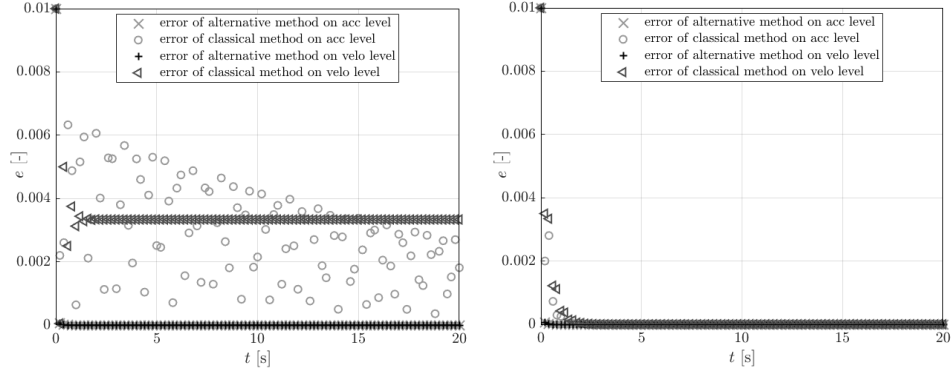 0.01
0.008
0.006
0.004
0.002
0
e [-]
error of alternative method on acc level
error of classical method on acc level
error of alternative method on velo level
error of classical method on velo level
0 5 10 15 20
t [s]
0.01
0.008
0.006
0.004
0.002
0
e [-]
error of alternative method on acc level
error of classical method on acc level
error of alternative method on velo level
error of classical method on velo level
0 5 10 15 20
t [s]